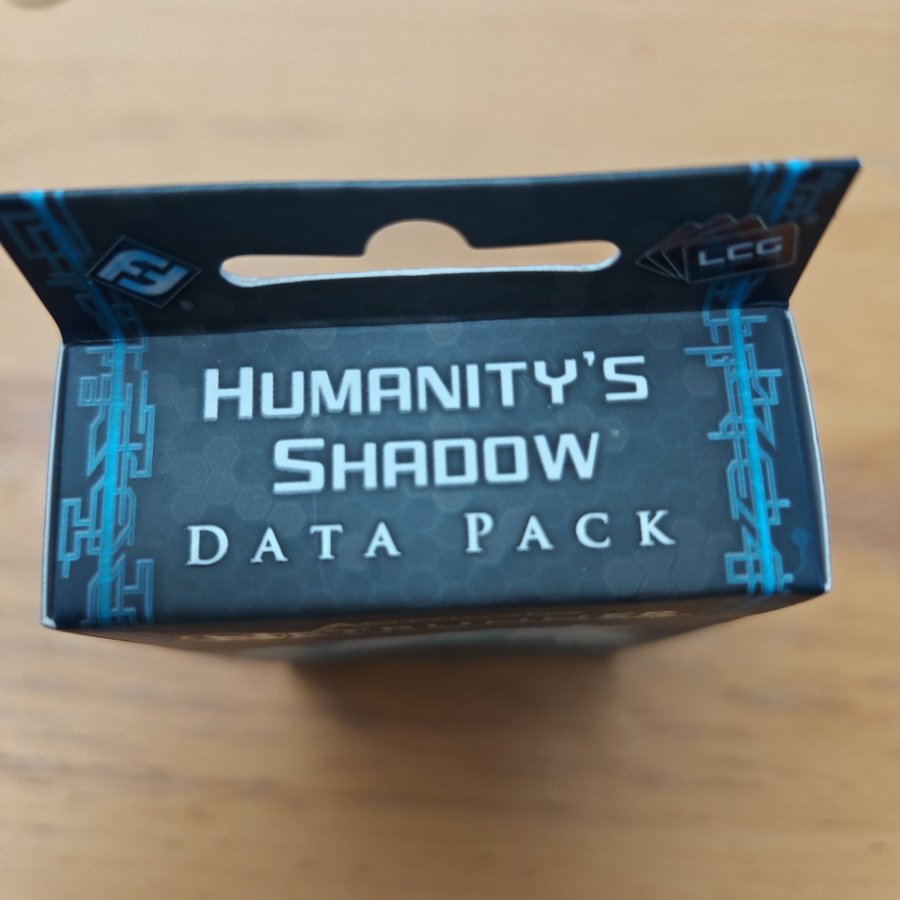 LCG
HUMANITY'S
SHADOW
DATA PACK